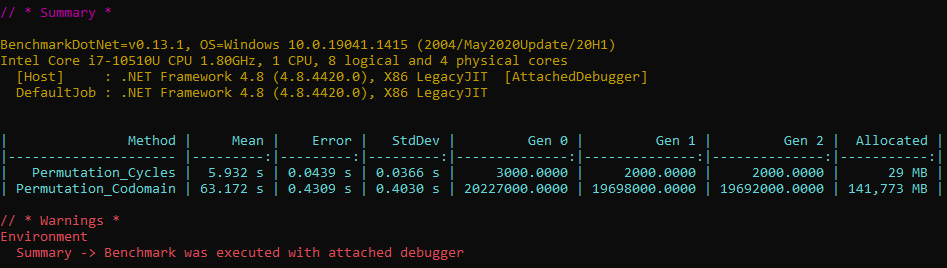 // * Summary *
BenchmarkDotNet=v0.13.1, OS=Windows 10.0.19041.1415 (2004/May2020Update/20H1)
Intel Core i7-10510U CPU 1.80GHz, 1 CPU, 8 logical and 4 physical cores
  [Host]     : .NET Framework 4.8 (4.8.4420.0), X86 LegacyJIT  [AttachedDebugger]
  DefaultJob : .NET Framework 4.8 (4.8.4420.0), X86 LegacyJIT
|               Method |     Mean |    Error |   StdDev |         Gen 0 |         Gen 1 |         Gen 2 |  Allocated |
|--------------------- |---------:|---------:|---------:|--------------:|--------------:|--------------:|-----------:|
|   Permutation_Cycles |  5.932 s | 0.0439 s | 0.0366 s |     3000.0000 |     2000.0000 |     2000.0000 |      29 MB |
| Permutation_Codomain | 63.172 s | 0.4309 s | 0.4030 s | 20227000.0000 | 19698000.0000 | 19692000.0000 | 141,773 MB |
// * Warnings *
Environment
  Summary -> Benchmark was executed with attached debugger